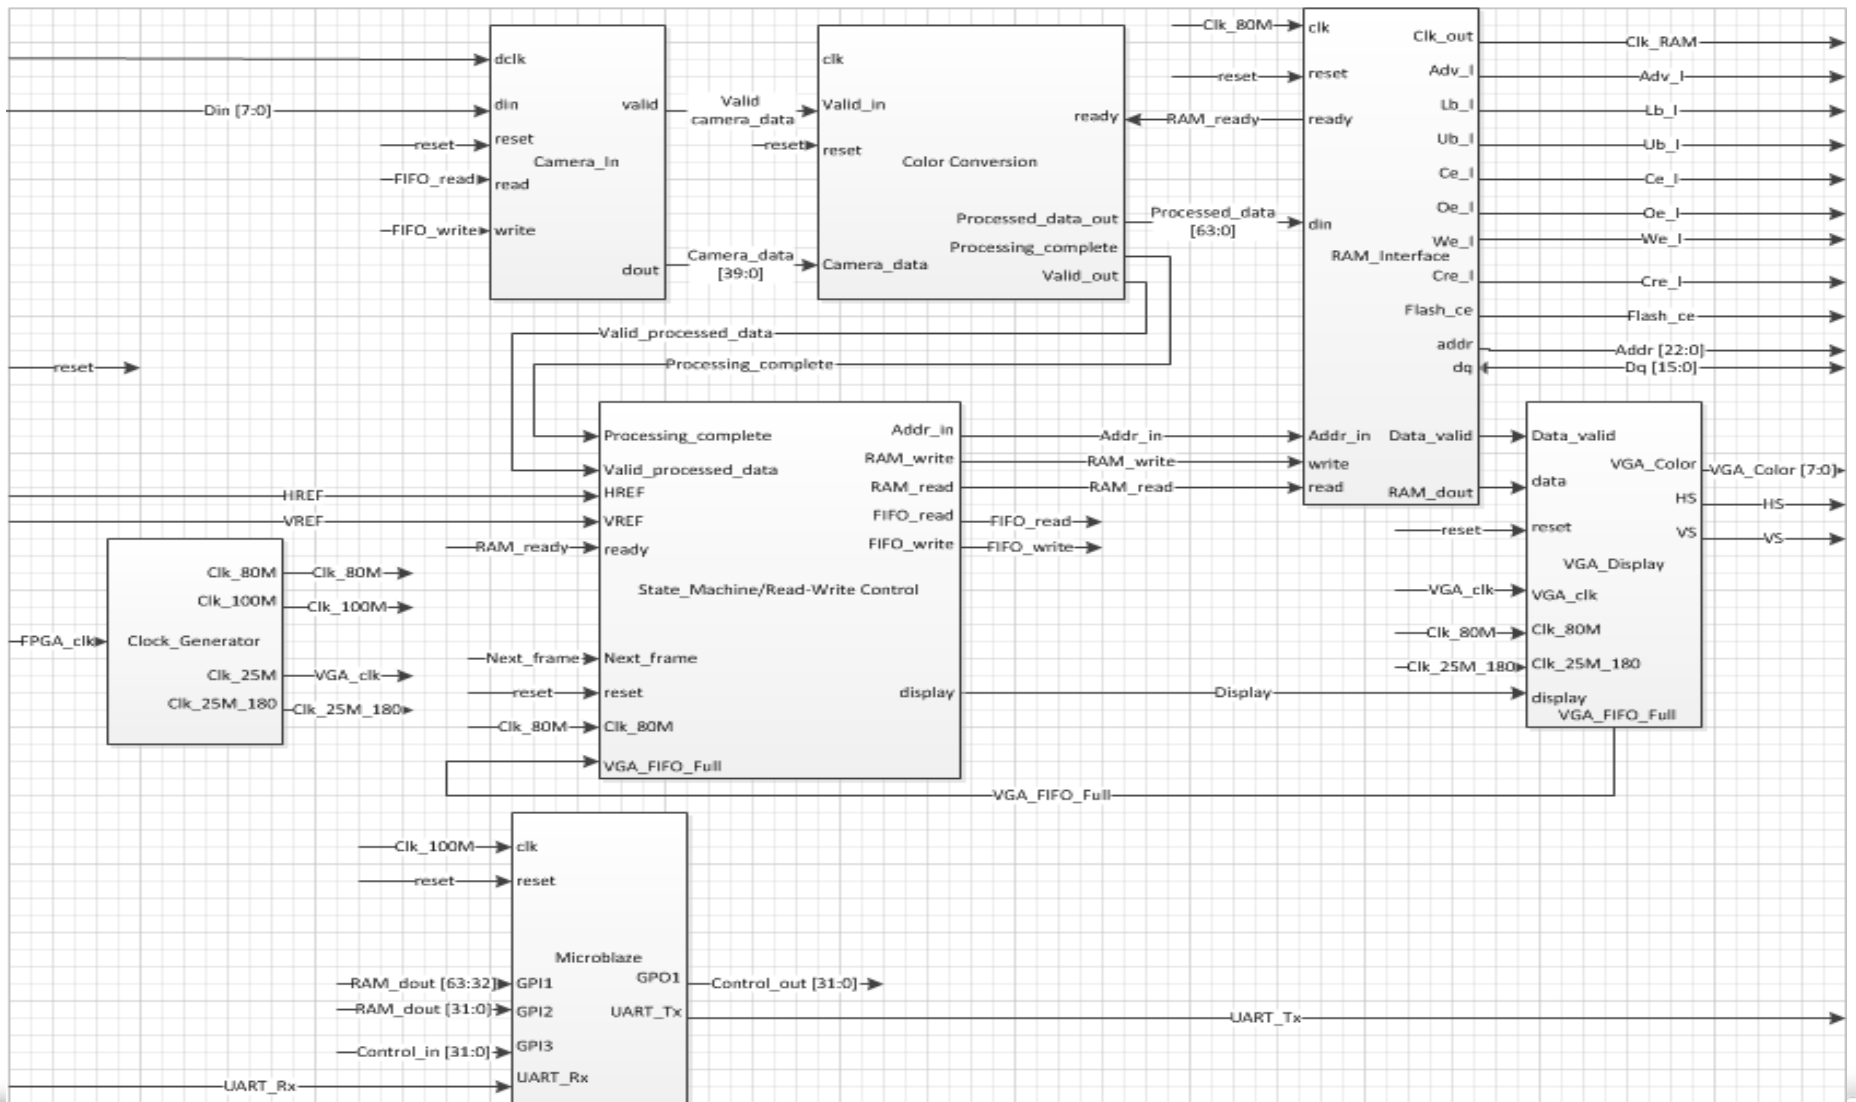 dclk
Din [7:0]
din
valid
reset
reset
Camera_In
FIFO_read
read
FIFO_write
write
dout
Valid
camera_data
Camera_data
[39:0]
clk
Valid_in
reset
reset
ready
Color Conversion
Processed_data_out
Processing_complete
Valid_out
Camera_data
RAM_ready
Processed_data
[63:0]
Clk_80M
clk
reset
reset
ready
din
RAM_Interface
Clk_out
Adv_l
Lb_l
Ub_l
Ce_l
Oe_l
We_l
Cre_l
Flash_ce
addr
dq
Clk_RAM
Adv_l
Lb_l
Ub_l
Ce_l
Oe_l
We_l
Cre_l
Flash_ce
Addr [22:0]
Dq [15:0]
Valid_processed_data
Processing_complete
reset
Processing_complete
Valid_processed_data
HREF
HREF
VREF
VREF
RAM_ready
ready
Addr_in
RAM_write
RAM_read
FIFO_read
FIFO_write
Addr_in
RAM_write
RAM_read
FIFO_read
FIFO_write
State_Machine/Read-Write Control
Next_frame
Next_frame
reset
reset
Clk_80M
Clk_80M
VGA_FIFO_Full
display
Display
Addr_in
write
read
Data_valid
RAM_dout
Data_valid
data
reset
reset
VGA_Color
HS
VS
VGA_Color [7:0]
HS
VS
VGA_Display
VGA_clk
VGA_clk
Clk_80M
Clk_80M
Clk_25M_180
Clk_25M_180
display
VGA_FIFO_Full
VGA_FIFO_Full
FPGA_clk
Clock_Generator
Clk_80M
Clk_100M
Clk_25M
Clk_25M_180
Clk_80M
Clk_100M
VGA_clk
Clk_25M_180
Clk_100M
clk
reset
reset
Microblaze
RAM_dout [63:32]
GPI1
RAM_dout [31:0]
GPI2
Control_in [31:0]
GPI3
UART_Rx
UART_Rx
GPO1
Control_out [31:0]
UART_Tx
UART_Tx